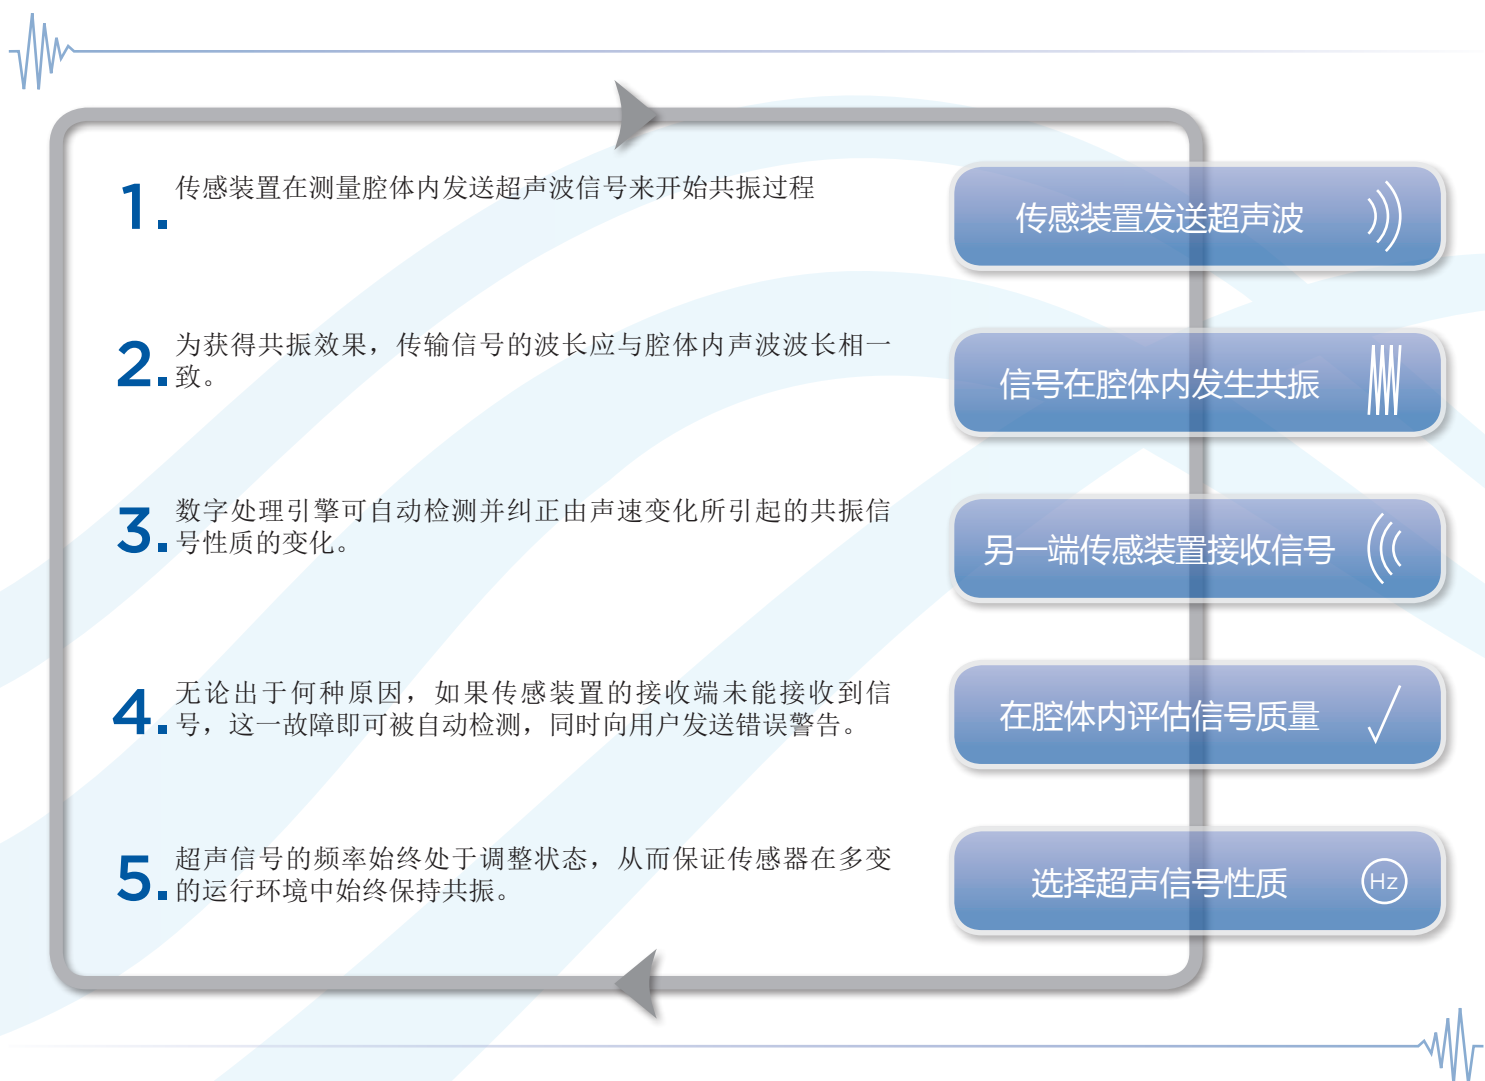 1. 传感装置在测量腔体内发送超声波信号来开始共振过程
传感装置发送超声波
2. 为获得共振效果，传输信号的波长应与腔体内声波波长相一
致。
信号在腔体内发生共振
3. 数字处理引擎可自动检测并纠正由声速变化所引起的共振信
号性质的变化。
另一端传感装置接收信号
4. 无论出于何种原因，如果传感装置的接收端未能接收到信
号，这一故障即可被自动检测，同时向用户发送错误警告。
在腔体内评估信号质量
5. 超声信号的频率始终处于调整状态，从而保证传感器在多变
的运行环境中始终保持共振。
选择超声信号性质
Hz